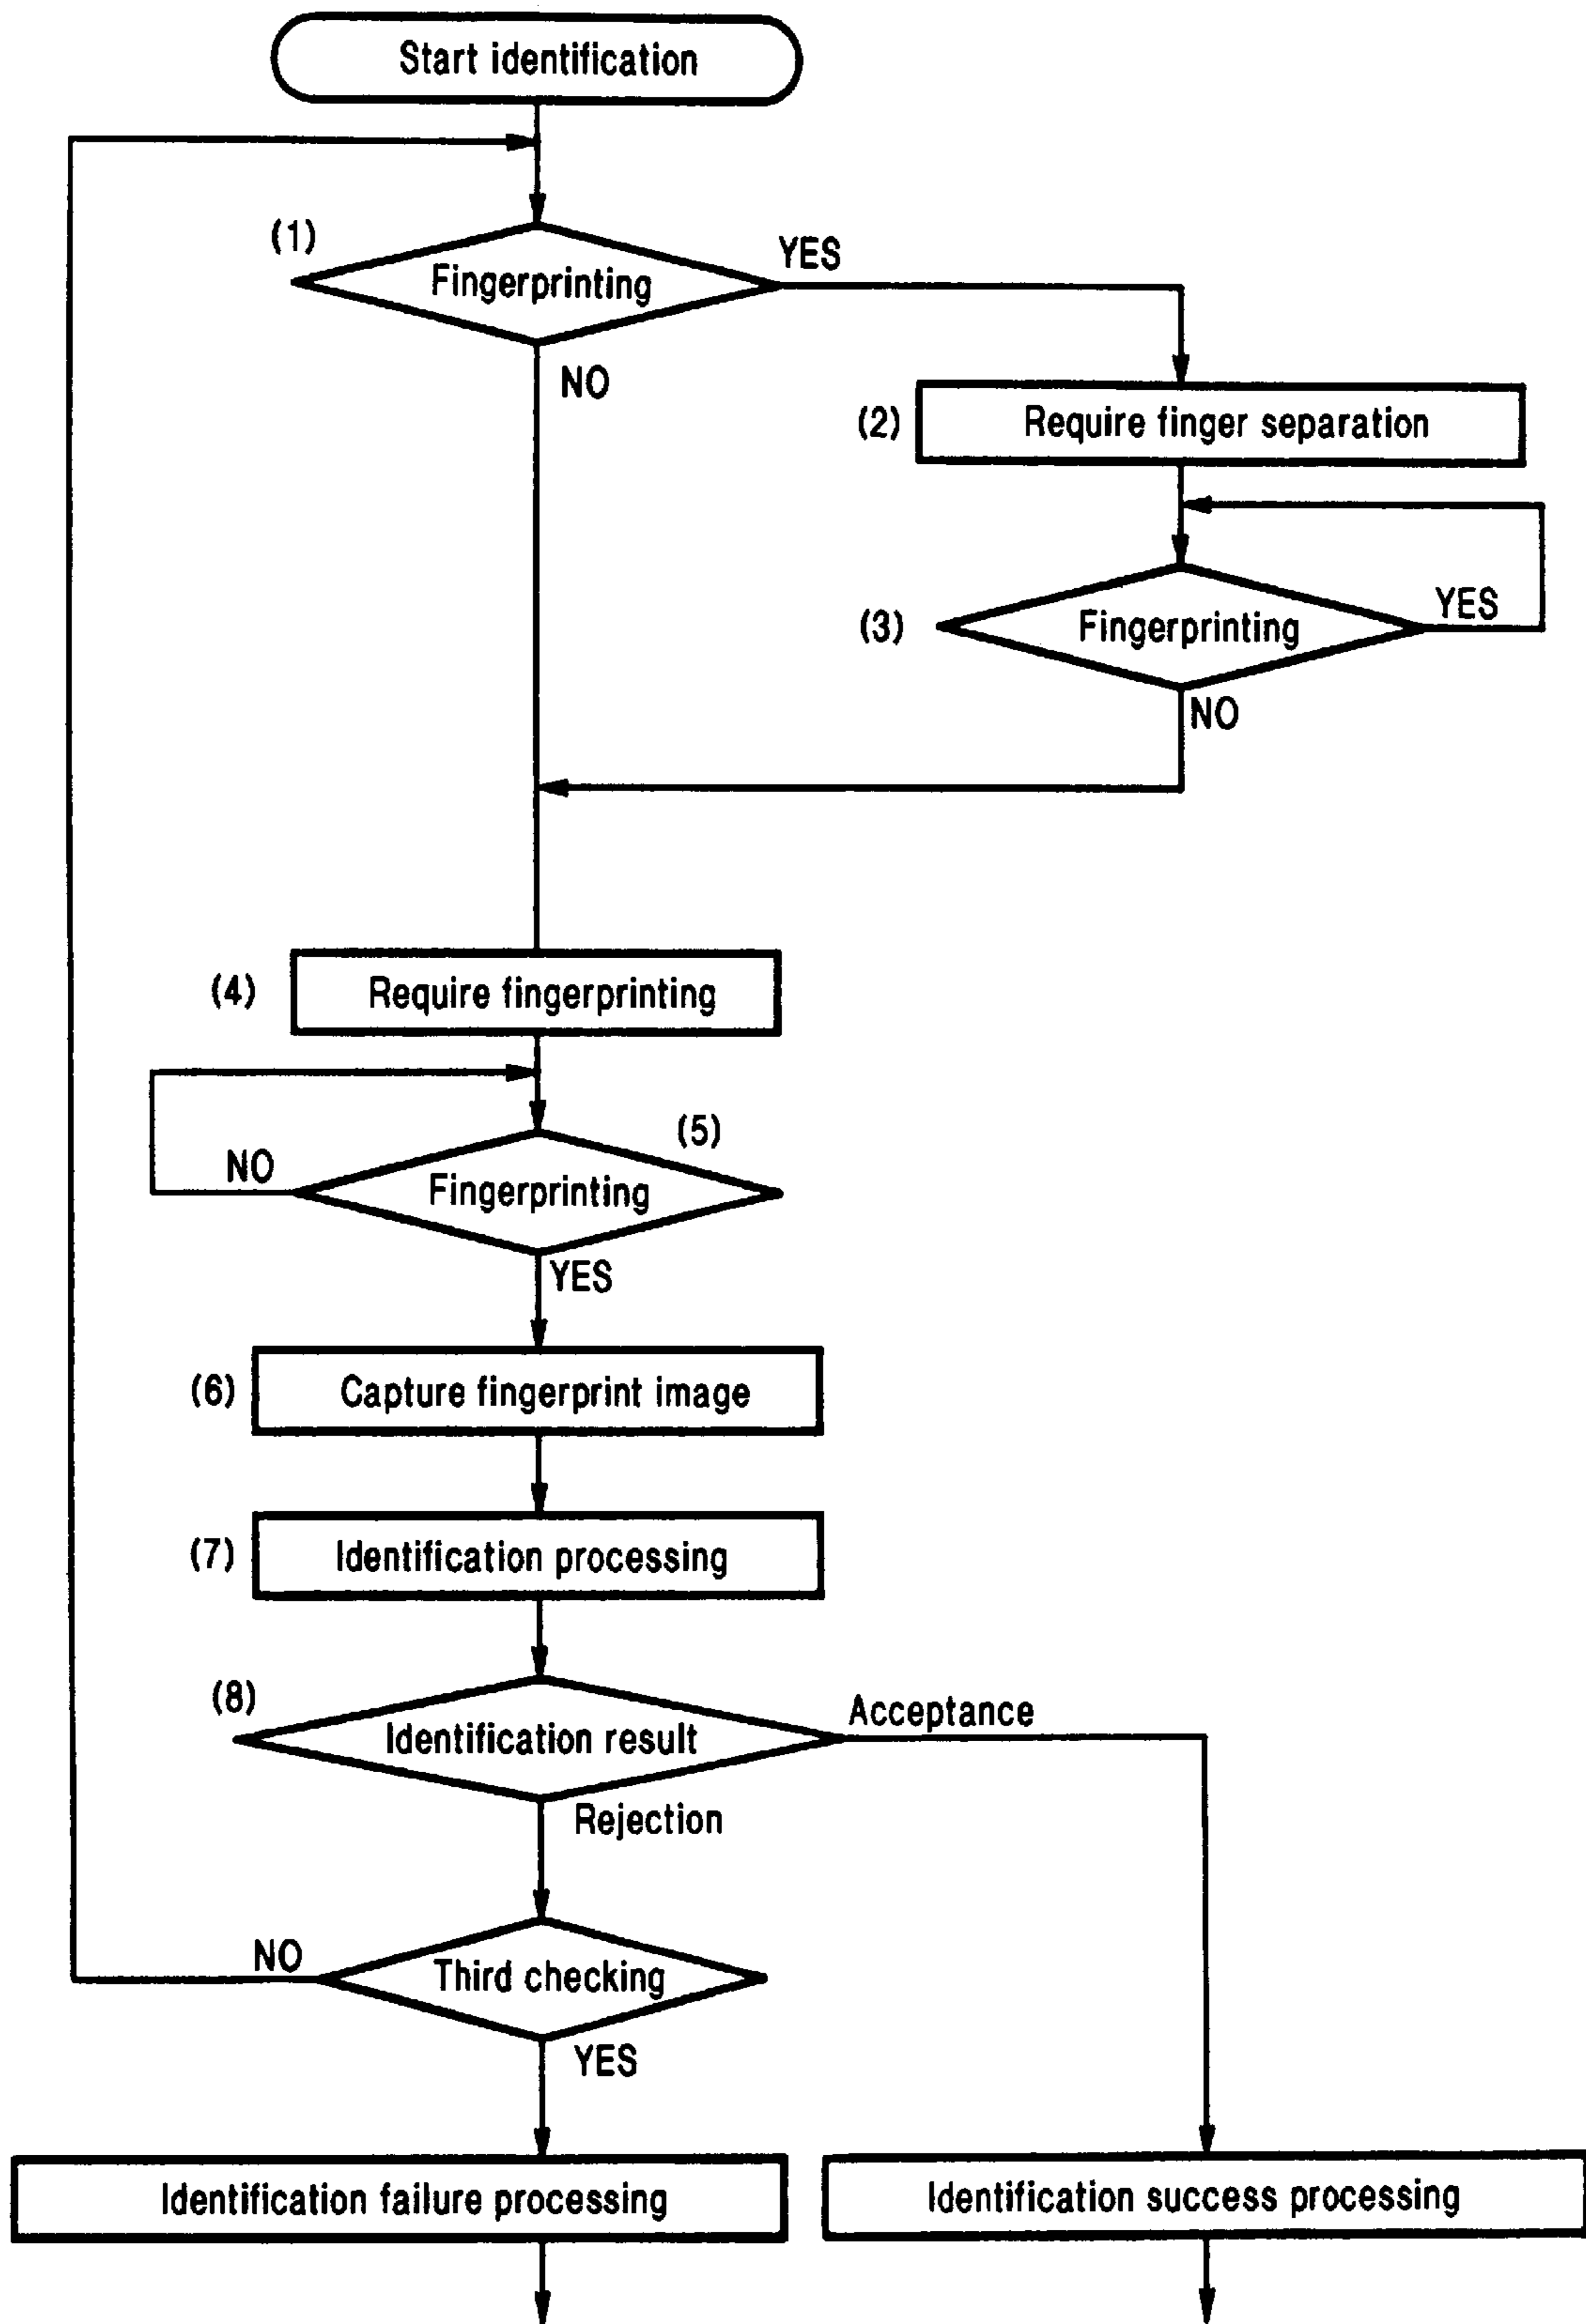 Start identification
(1)
Fingerprinting
YES
NO
(2)
Require finger separation
(3)
Fingerprinting
YES
NO
(4)
Require fingerprinting
(5)
NO
Fingerprinting
YES
(6)
Capture fingerprint image
(7)
Identification processing
(8)
Identification result
Acceptance
Rejection
NO
Third checking
YES
Identification failure processing
Identification success processing